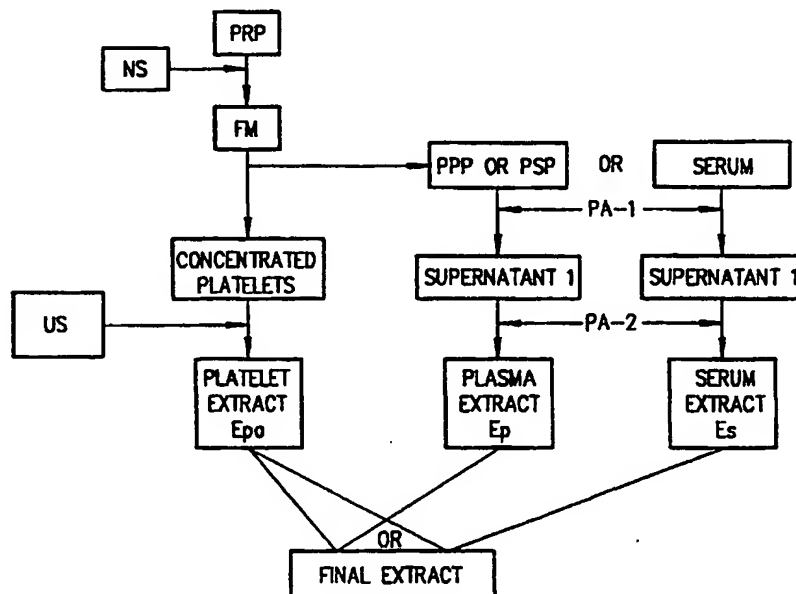 PRP
NS
FM
PPP OR PSP
OR
SERUM
PA-1
CONCENTRATED
PLATELETS
SUPERNATANT 1
SUPERNATANT 1
US
PA-2
PLATELET
EXTRACT
Epa
PLASMA
EXTRACT
Ep
SERUM
EXTRACT
Es
OR
FINAL EXTRACT